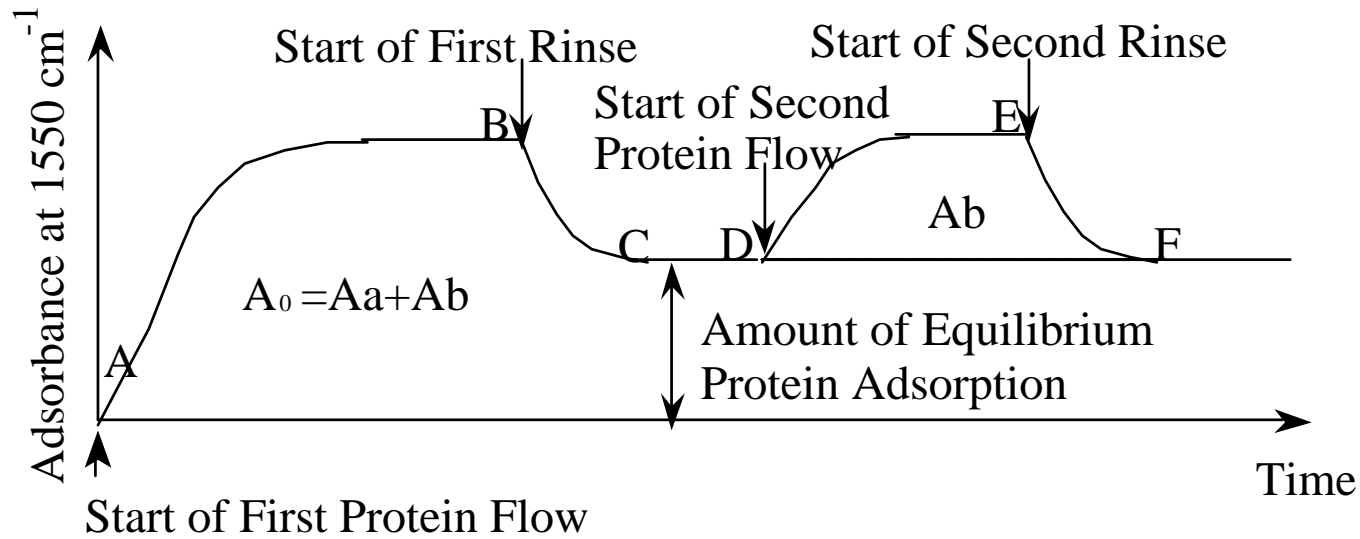 Adsorbance at 1550 cm-1
Start of First Rinse
Start of Second Rinse
Start of Second
Protein Flow
A
B
C
D
E
F
A0 =Aa+Ab
Ab
Amount of Equilibrium
Protein Adsorption
Time
Start of First Protein Flow